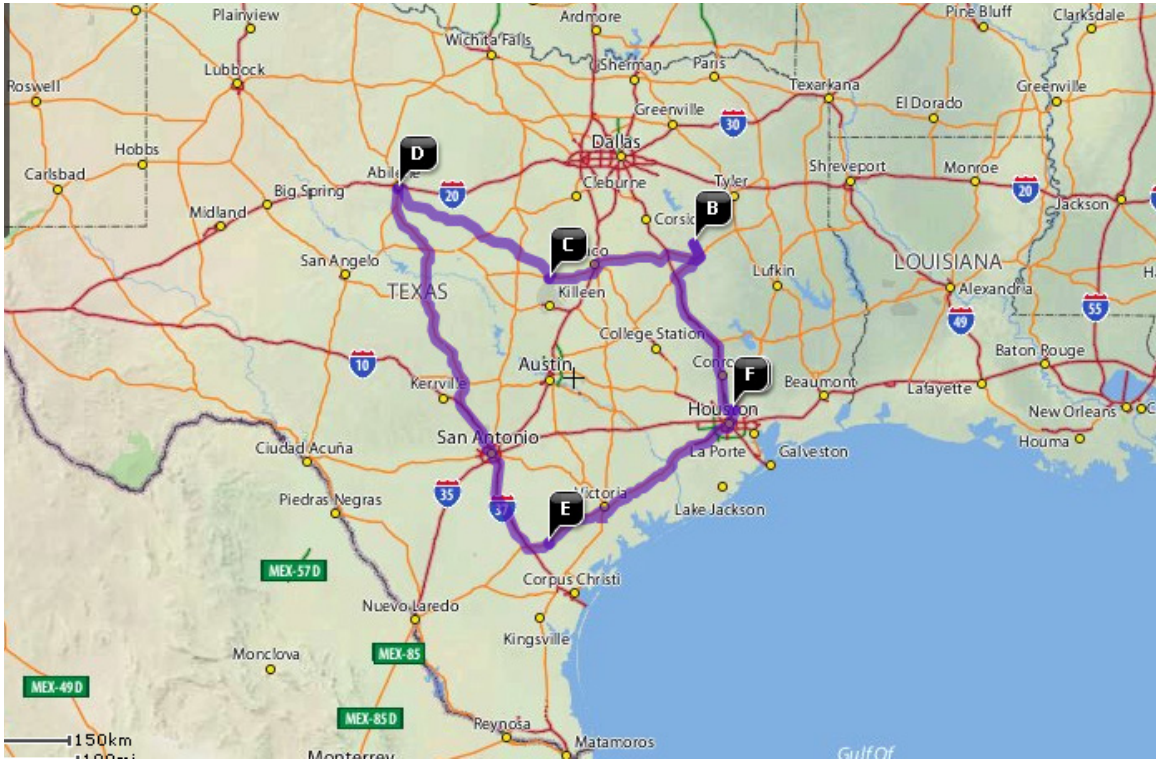 Plainview
Ardmore
Pine Bluff
Clarksdale
Wichita Falls
Lubbock
Sherman
Paris
Texarkana
Roswell
Greenville
El Dorado
Greenville
30
Dallas
Hobbs
D
Shreveport
Monroe
Carlsbad
Big Spring
20
Cleburne
Tyler
20
Jackson
Midland
B
San Angelo
C
Lufkin
LOUISIANA
TEXAS
Killeen
Alexandria
55
49
College Station
10
Austin
Baton Rouge
Kerrville
F
Beaumont
Lafayette
San Antonio
Houston
New Orleans
Ciudad Acuña
La Porte
Galveston
Houma
35
Piedras Negras
37
E
Victoria
Lake Jackson
MEX-57D
Corpus Christi
Nuevo Laredo
Kingsville
Monclova
MEX-85
MEX-49D
MEX-85D
Reynosa
150km
Matamoros
Monterrey
Gulf Of